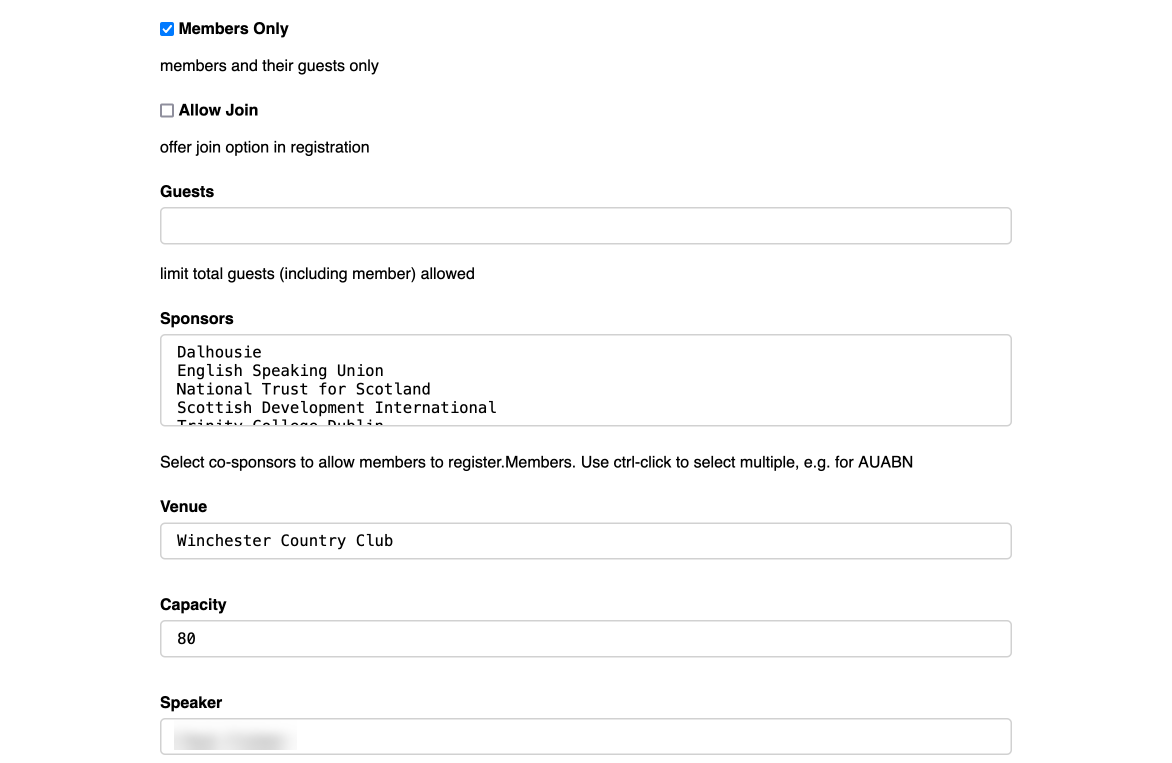 Members Only
members and their guests only
Allow Join
offer join option in registration
Guests
limit total guests (including member) allowed
Sponsors
Dalhousie
English Speaking Union
National Trust for Scotland
Scottish Development International
Trinity College Dublin
Select co-sponsors to allow members to register.Members. Use ctrl-click to select multiple, e.g. for AUABN
Venue
Winchester Country Club
Capacity
80
Speaker